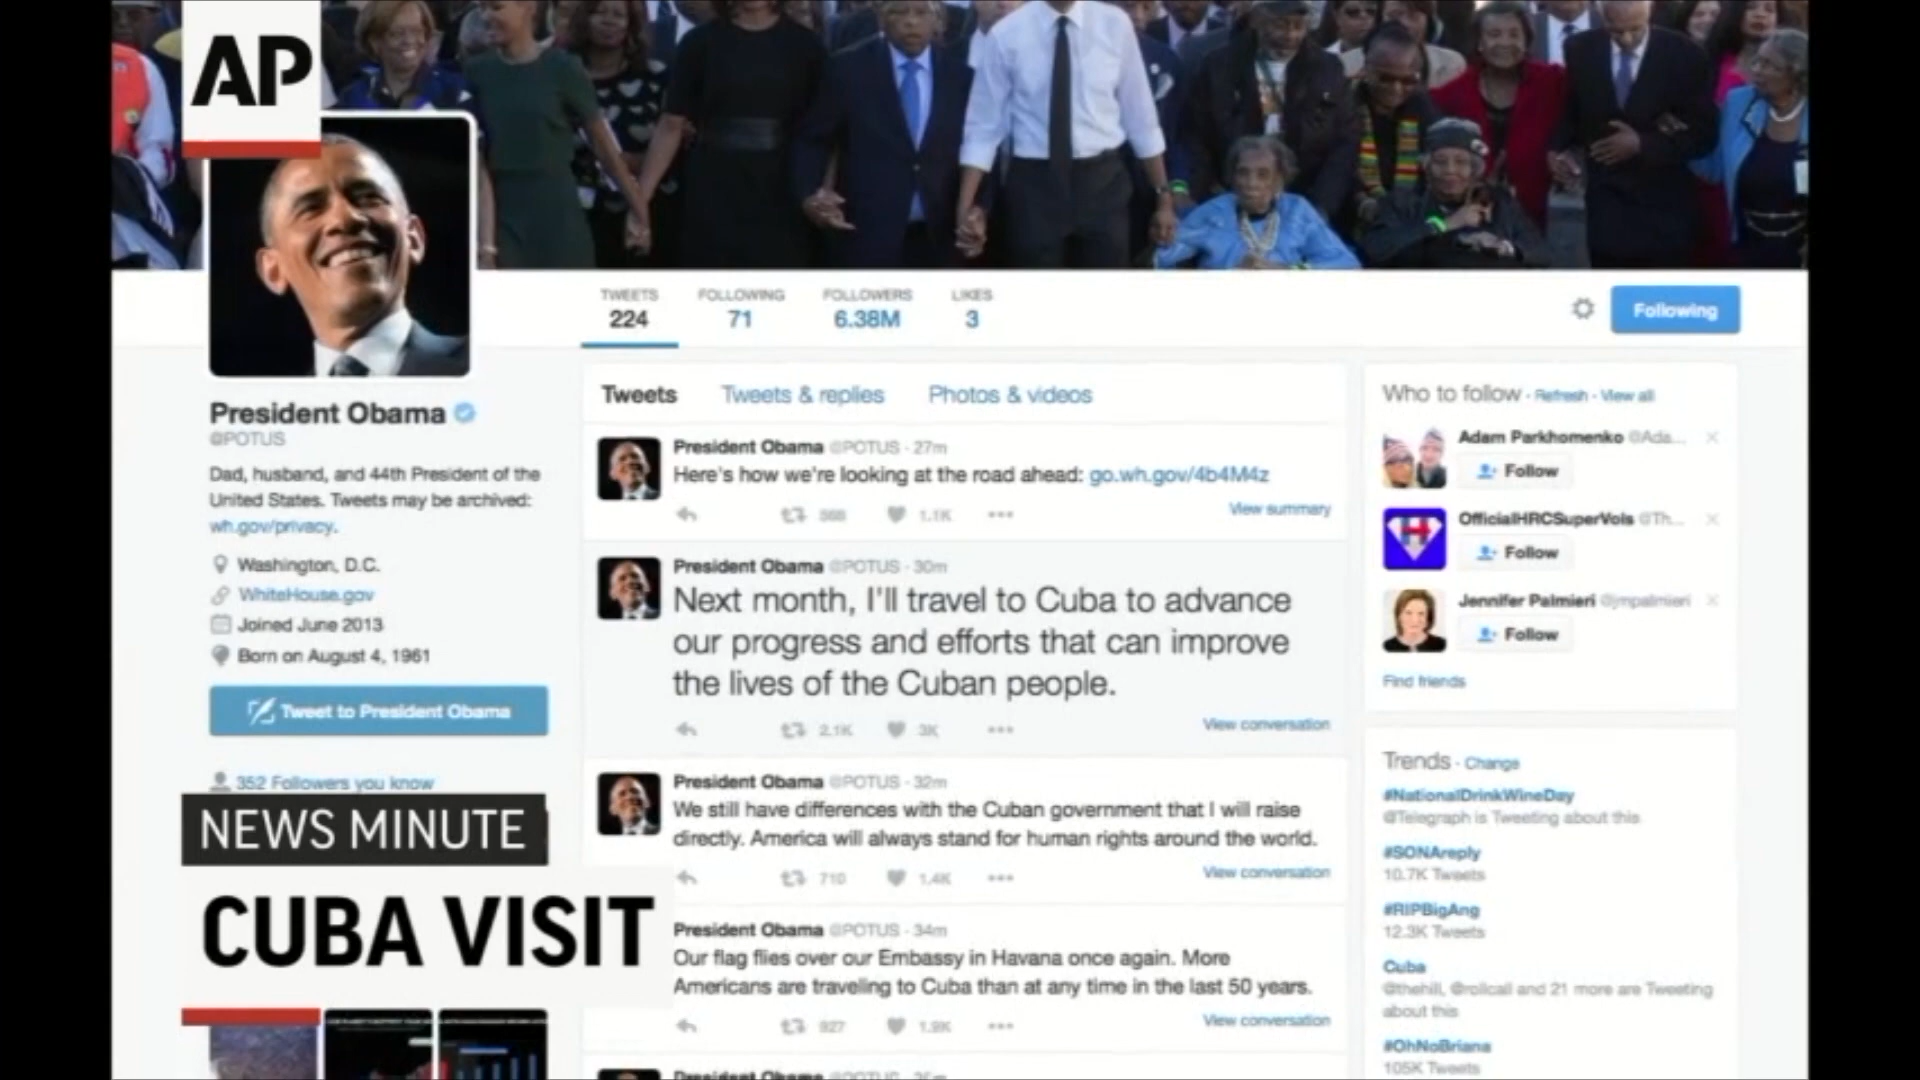 AP
TWEETS
224
FOLLOWING
71
FOLLOWERS
6.38M
LIKES
3
Following
President Obama
@POTUS
Dad, husband, and 44th President of the
United States. Tweets may be archived:
wh.gov/privacy.
Washington, D.C.
WhiteHouse.gov
Joined June 2013
Born on August 4, 1961
Tweet to President Obama
352 Followers you know
NEWS MINUTE
CUBA VISIT
Tweets Tweets & replies Photos & videos
President Obama @POTUS · 27m
Here's how we're looking at the road ahead: go.wh.gov/4b4M4z
568 1.1K
View summary
President Obama @POTUS · 30m
Next month, I'll travel to Cuba to advance
our progress and efforts that can improve
the lives of the Cuban people.
2.1K 3K
View conversation
President Obama @POTUS · 32m
We still have differences with the Cuban government that I will raise
directly. America will always stand for human rights around the world.
710 1.4K
View conversation
President Obama @POTUS · 34m
Our flag flies over our Embassy in Havana once again. More
Americans are traveling to Cuba than at any time in the last 50 years.
927 1.9K
View conversation
President Obama @POTUS
Who to follow · Refresh · View all
Adam Parkhomenko @Ada...
Follow
OfficialHRCSuperVols @Th...
Follow
Jennifer Palmieri @jmpalmieri
Follow
Find friends
Trends · Change
#NationalDrinkWineDay
@Telegraph is Tweeting about this
#SONAreply
10.7K Tweets
#RIPBigAng
12.3K Tweets
Cuba
@thehill, @rollcall and 21 more are Tweeting
about this
#OhNoBriana
105K Tweets